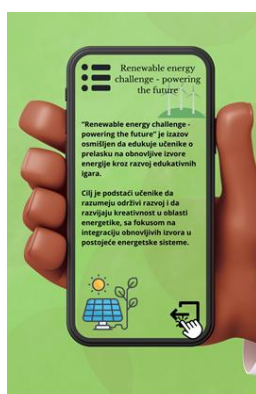 Renewable energy
challenge - powering
the future
"Renewable energy challenge -
powering the future" je izazov
osmišljen da edukuje učenike o
prelasku na obnovljive izvore
energije kroz razvoj edukativnih
igara.
Cilj je podstaći učenike da
razumeju održivi razvoj i da
razvijaju kreativnost u oblasti
energetike, sa fokusom na
integraciju obnovljivih izvora u
postojeće energetske sisteme.